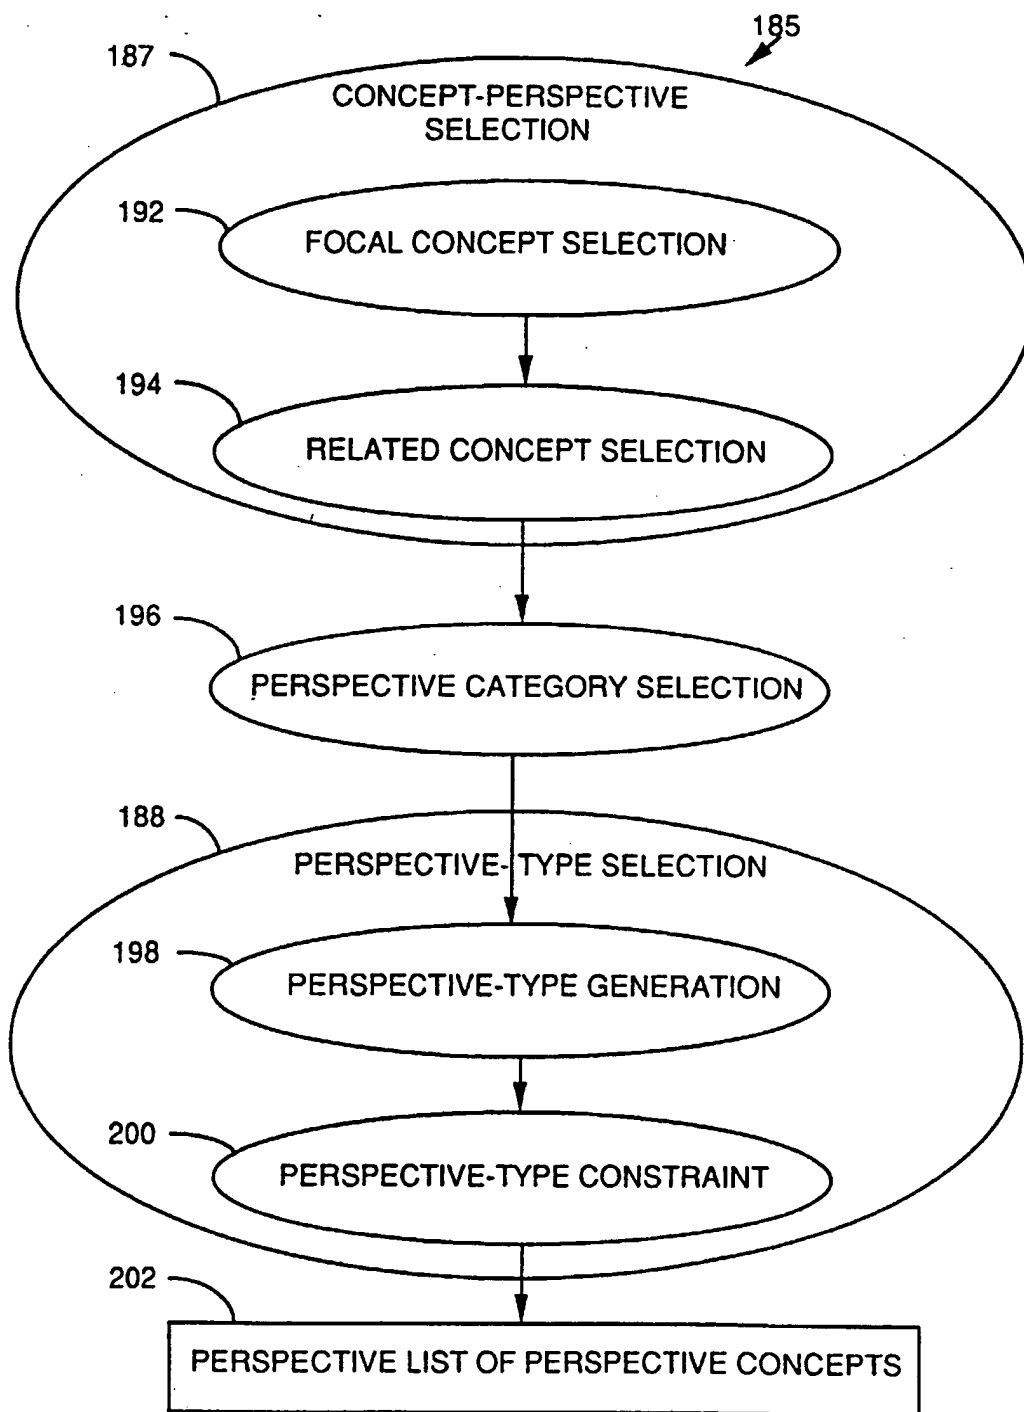 185
187
CONCEPT-PERSPECTIVE
SELECTION
192
FOCAL CONCEPT SELECTION
194
RELATED CONCEPT SELECTION
196
PERSPECTIVE CATEGORY SELECTION
188
PERSPECTIVE-TYPE SELECTION
198
PERSPECTIVE-TYPE GENERATION
200
PERSPECTIVE-TYPE CONSTRAINT
202
PERSPECTIVE LIST OF PERSPECTIVE CONCEPTS